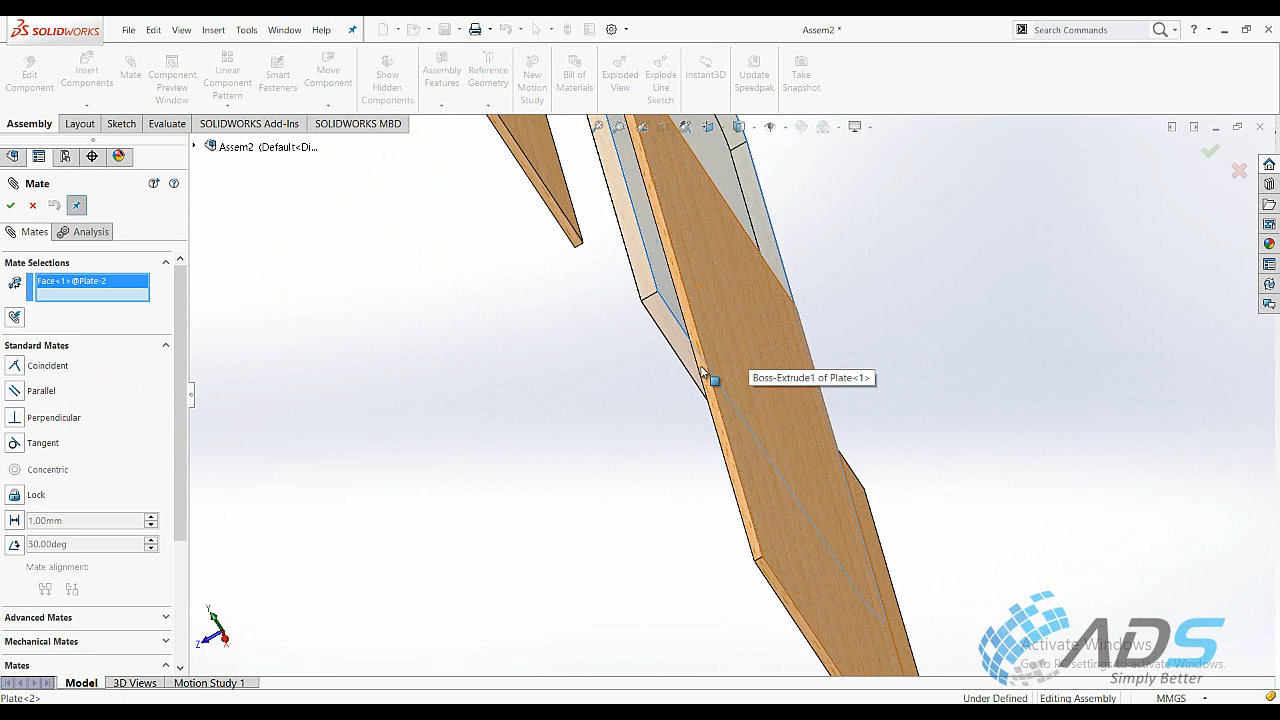 SOLIDWORKS File Edit View Insert Tools Window Help Assem2 * Search Commands ?
Edit Component
Insert Components
Mate
Component Preview Window
Linear Component Pattern
Smart Fasteners
Move Component
Show Hidden Components
Assembly Features
Reference Geometry
New Motion Study
Bill of Materials
Exploded View
Explode Line Sketch
Instant3D
Update Speedpak
Take Snapshot
Assembly Layout Sketch Evaluate SOLIDWORKS Add-Ins SOLIDWORKS MBD
Assem2 (Default<Di...
Mate
Mates Analysis
Mate Selections
Face<1>@Plate-2
Standard Mates
Coincident
Parallel
Perpendicular
Tangent
Concentric
Lock
1.00mm
30.00deg
Mate alignment:
Advanced Mates
Mechanical Mates
Mates
Boss-Extrude1 of Plate<1>
Y
Z
X
ADS
Simply Better
Activate Windows
Go to PC settings to activate Windows.
Model 3D Views Motion Study 1
Plate<2> Under Defined Editing Assembly MMGS